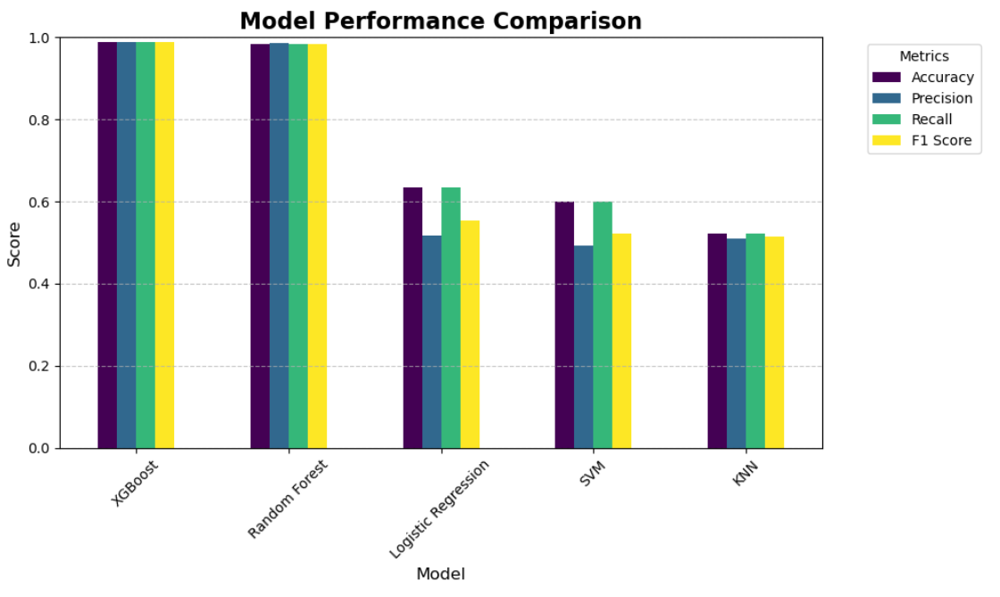 Model Performance Comparison
1.0
0.8
0.6
0.4
0.2
0.0
Score
XGBoost
Random Forest
Logistic Regression
SVM
KNN
Model
Metrics
Accuracy
Precision
Recall
F1 Score